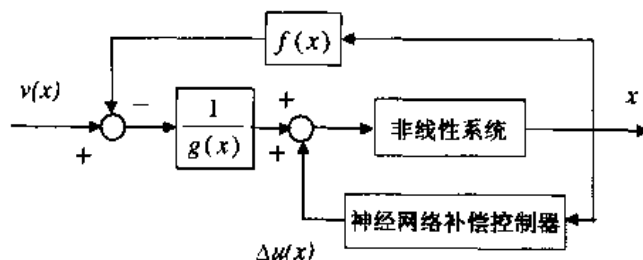 f(x)
v(x)
−
+
1
g(x)
+
+
非线性系统
x
神经网络补偿控制器
Δu(x)